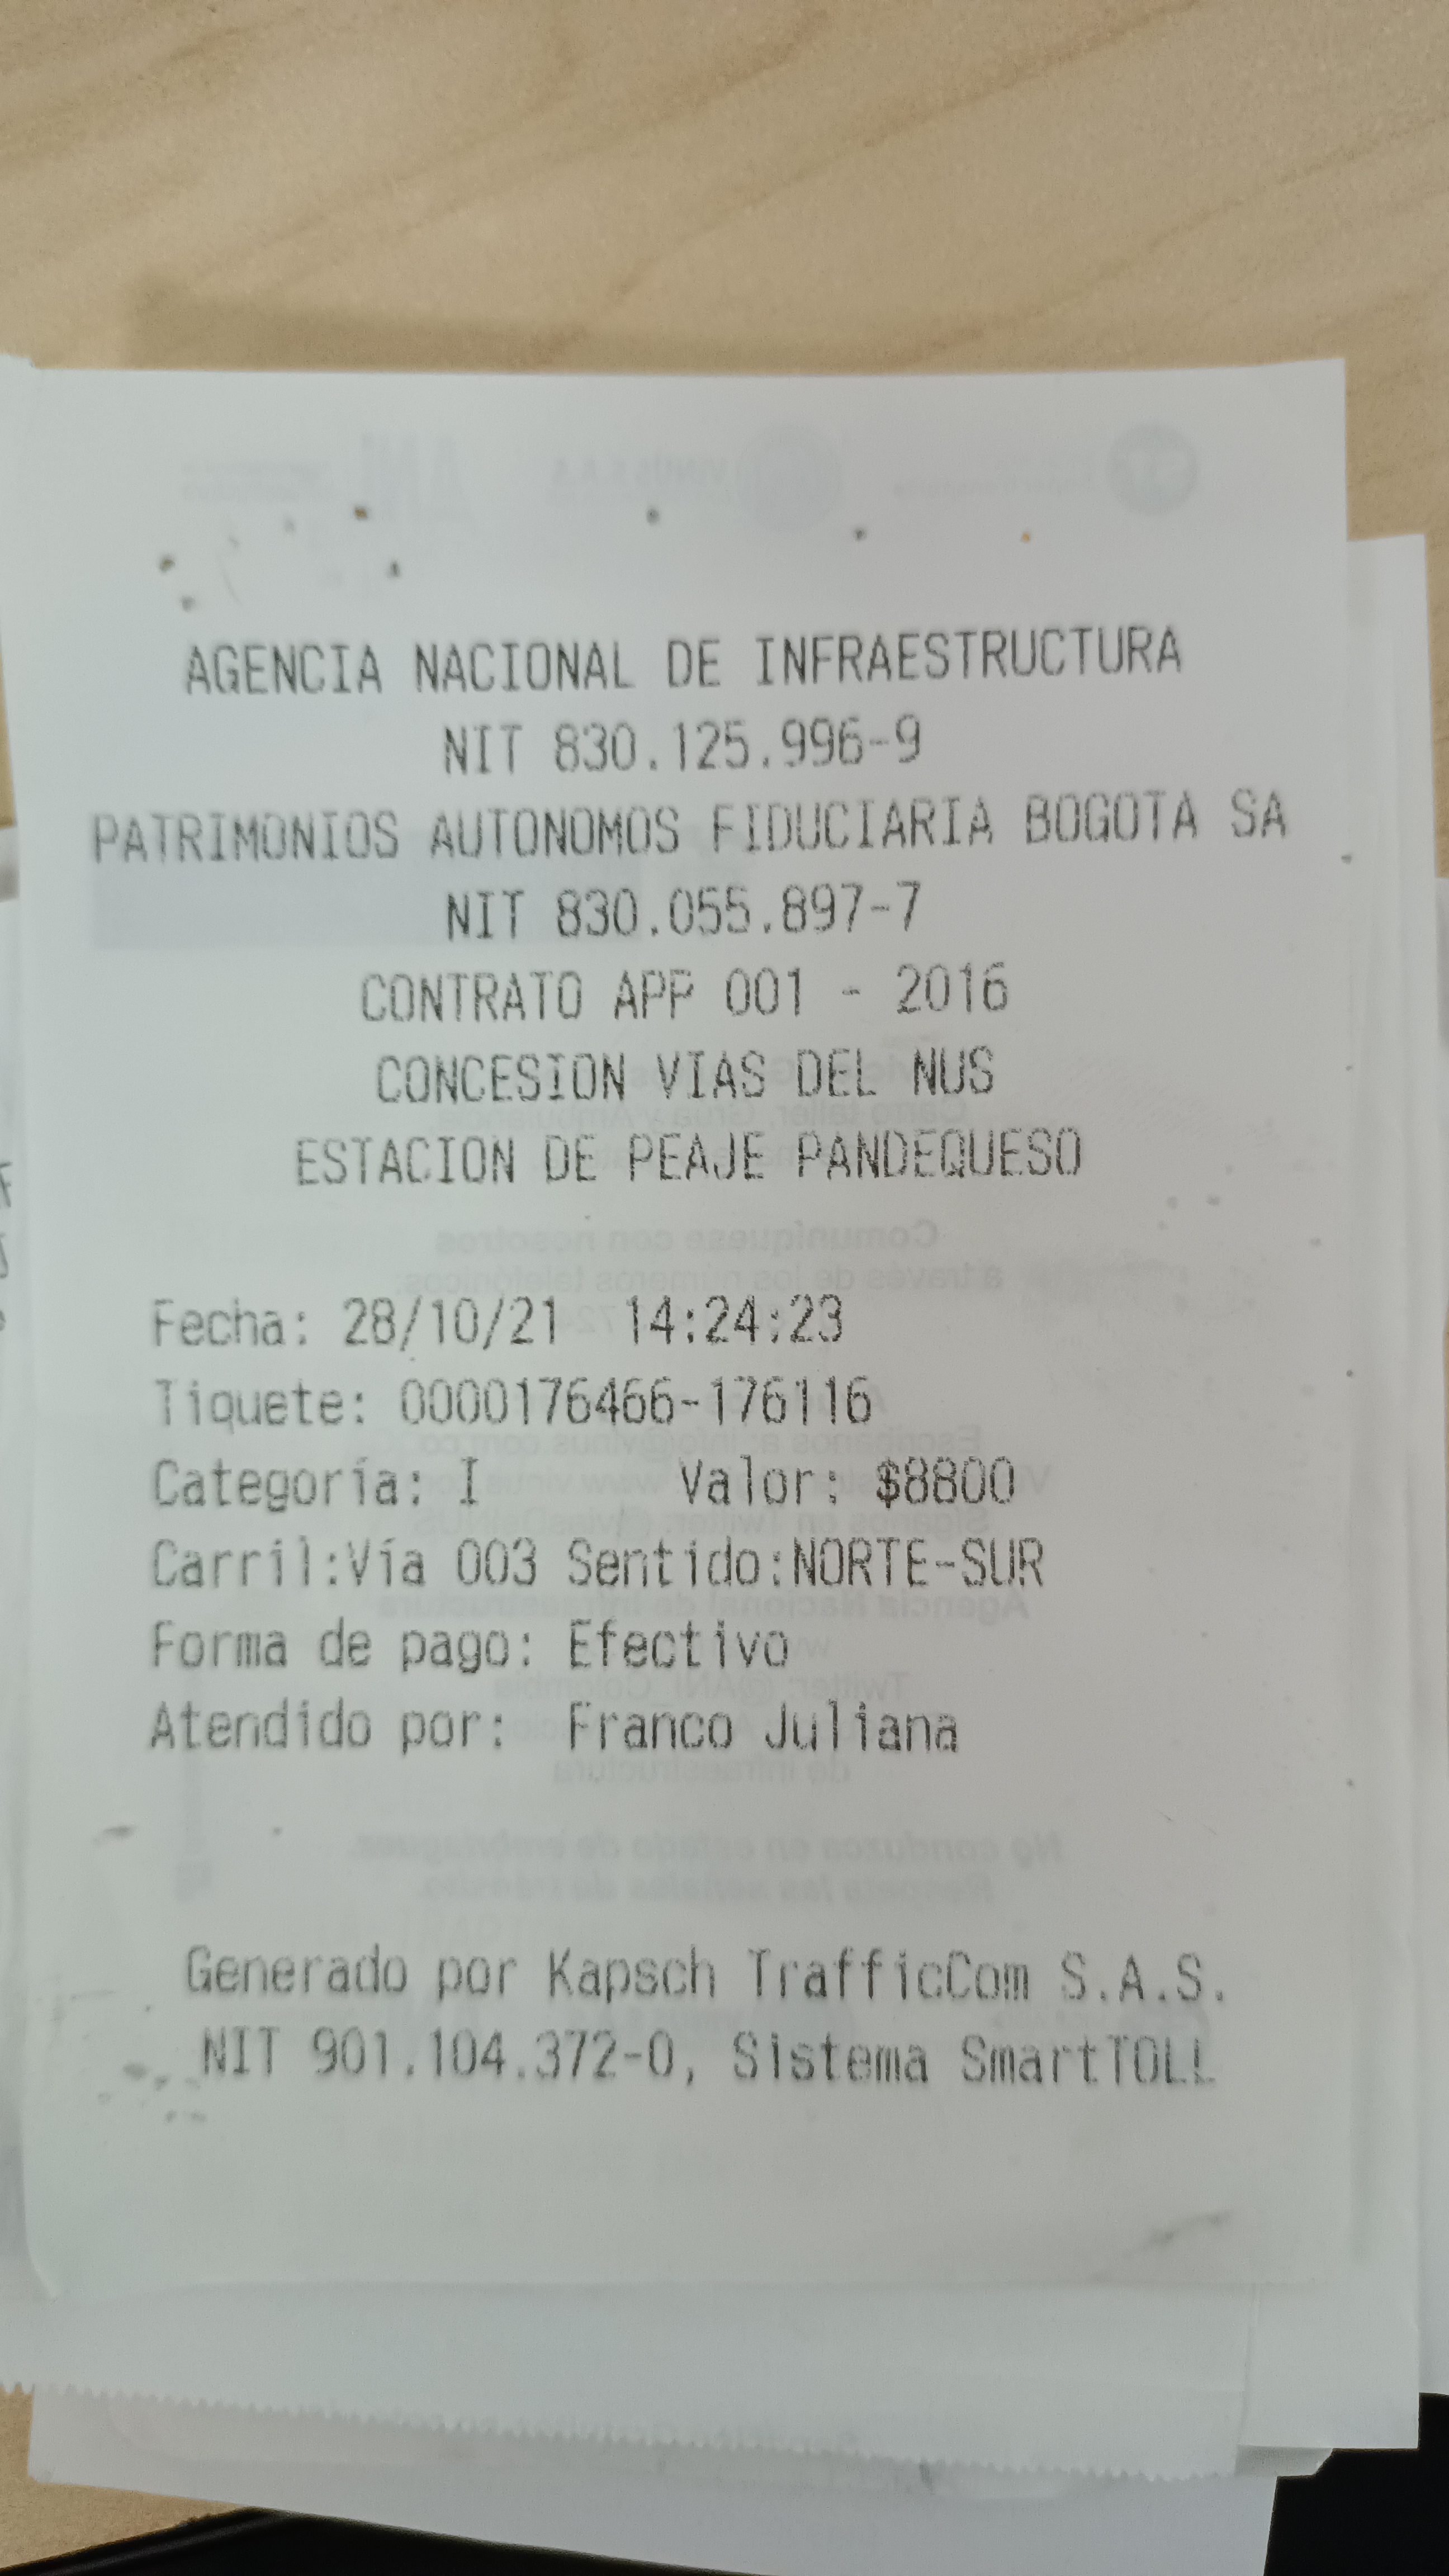 AGENCIA NACIONAL DE INFRAESTRUCTURA
NIT 830.125.996-9
PATRIMONIOS AUTONOMOS FIDUCIARIA BOGOTA SA
NIT 830.055.897-7
CONTRATO APP 001 - 2016
CONCESION VIAS DEL NUS
ESTACION DE PEAJE PANDEQUESO
Fecha: 28/10/21 14:24:23
Tiquete: 0000176466-176116
Categoría: I Valor: $8800
Carril:Vía 003 Sentido:NORTE-SUR
Forma de pago: Efectivo
Atendido por: Franco Juliana
Generado por Kapsch TrafficCom S.A.S.
NIT 901.104.372-0, Sistema SmartTOLL